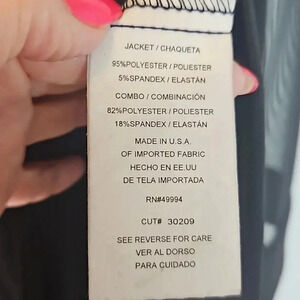 JACKET / CHAQUETA
95%POLYESTER / POLIESTER
5%SPANDEX / ELASTÁN
COMBO / COMBINACIÓN
82%POLYESTER / POLIESTER
18%SPANDEX / ELASTÁN
MADE IN U.S.A.
OF IMPORTED FABRIC
HECHO EN EE.UU
DE TELA IMPORTADA
RN#49994
CUT# 30209
SEE REVERSE FOR CARE
VER AL DORSO
PARA CUIDADO